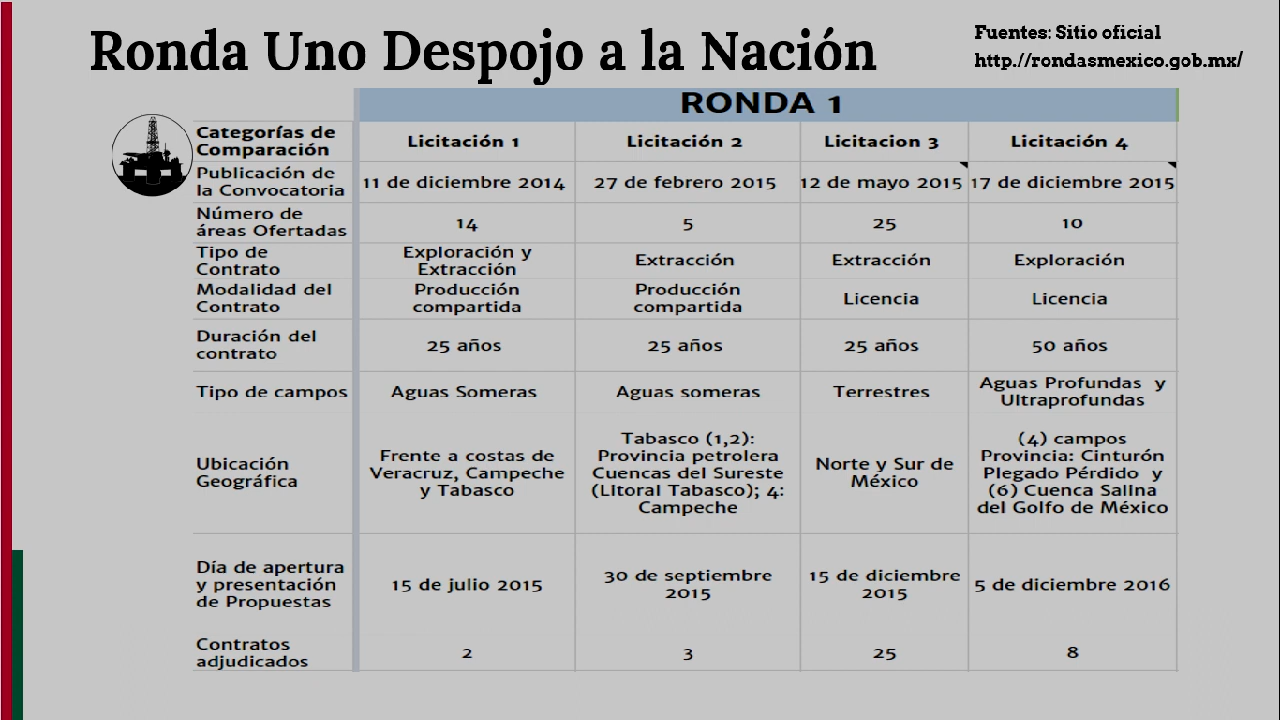 Ronda Uno Despojo a la Nación
Fuentes: Sitio oficial
http://rondasmexico.gob.mx/
RONDA 1
Categorías de
Comparación
Licitación 1
Licitación 2
Licitacion 3
Licitación 4
Publicación de
la Convocatoria
11 de diciembre 2014
27 de febrero 2015
12 de mayo 2015
17 de diciembre 2015
Número de
áreas Ofertadas
14
5
25
10
Tipo de
Contrato
Exploración y
Extracción
Extracción
Extracción
Exploración
Modalidad del
Contrato
Producción
compartida
Producción
compartida
Licencia
Licencia
Duración del
contrato
25 años
25 años
25 años
50 años
Tipo de campos
Aguas Someras
Aguas someras
Terrestres
Aguas Profundas y
Ultraprofundas
Ubicación
Geográfica
Frente a costas de
Veracruz, Campeche
y Tabasco
Tabasco (1,2):
Provincia petrolera
Cuencas del Sureste
(Litoral Tabasco); 4:
Campeche
Norte y Sur de
México
(4) campos
Provincia: Cinturón
Plegado Pérdido y
(6) Cuenca Salina
del Golfo de México
Día de apertura
y presentación
de Propuestas
15 de julio 2015
30 de septiembre
2015
15 de diciembre
2015
5 de diciembre 2016
Contratos
adjudicados
2
3
25
8